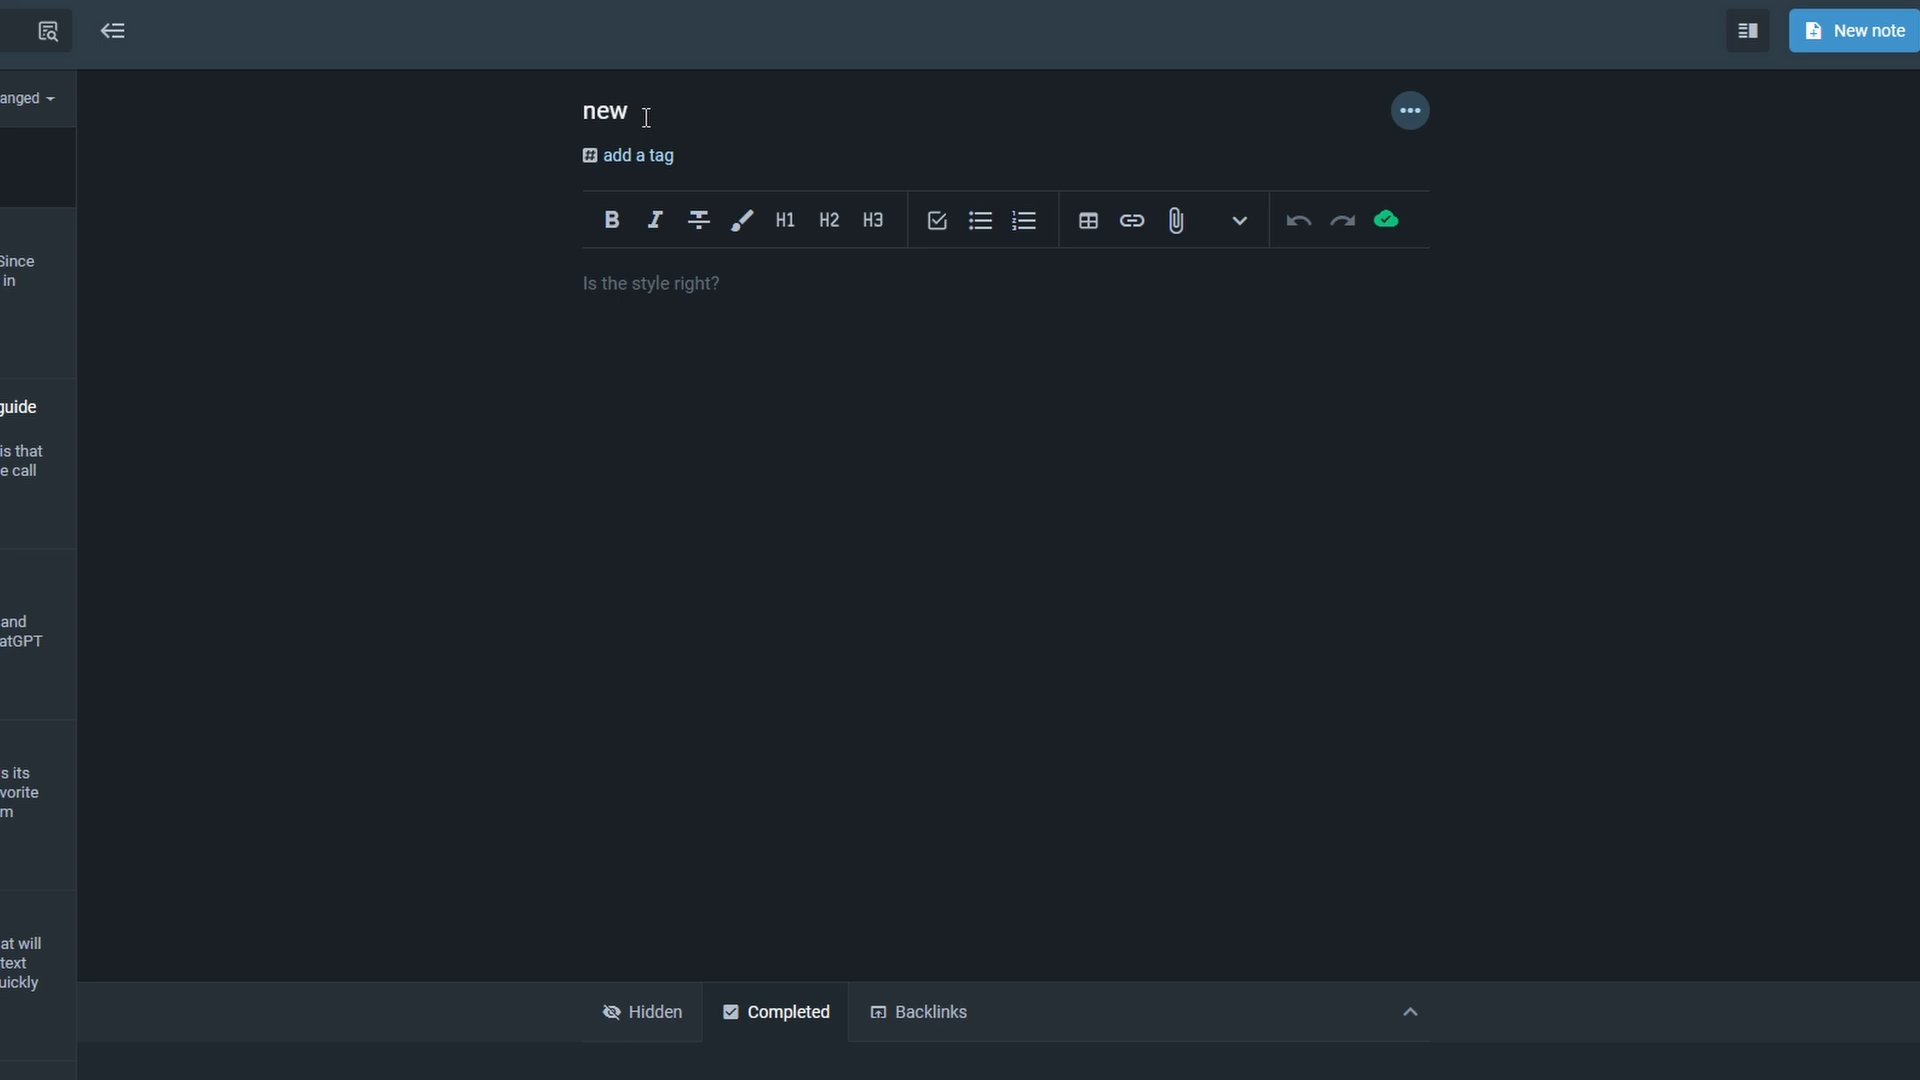 New note
anged
new
# add a tag
B I S H1 H2 H3
Is the style right?
Since
in
guide
is that
e call
and
atGPT
s its
vorite
m
at will
text
uickly
Hidden
Completed
Backlinks